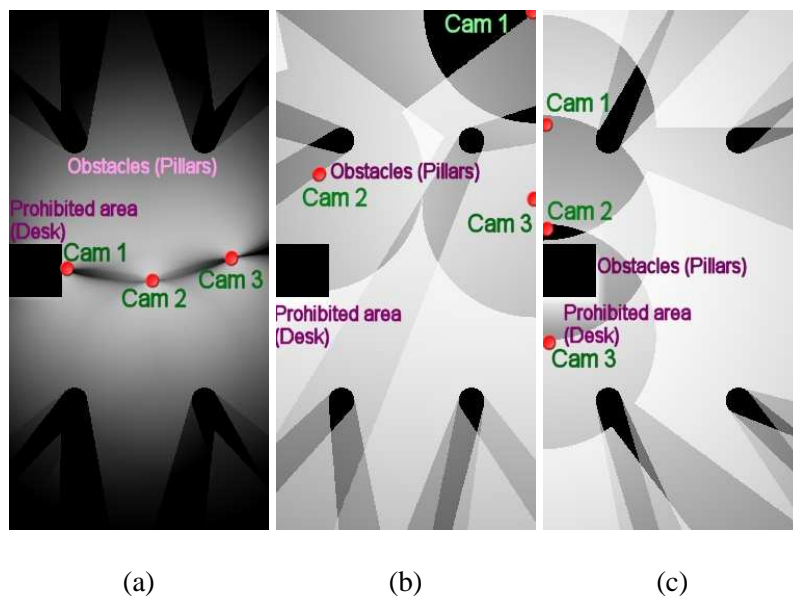 Obstacles (Pillars)
Prohibited area
(Desk)
Cam 1
Cam 2
Cam 3
Cam 1
Obstacles (Pillars)
Cam 2
Cam 3
Prohibited area
(Desk)
Cam 1
Cam 2
Obstacles (Pillars)
Prohibited area
(Desk)
Cam 3
(a)
(b)
(c)